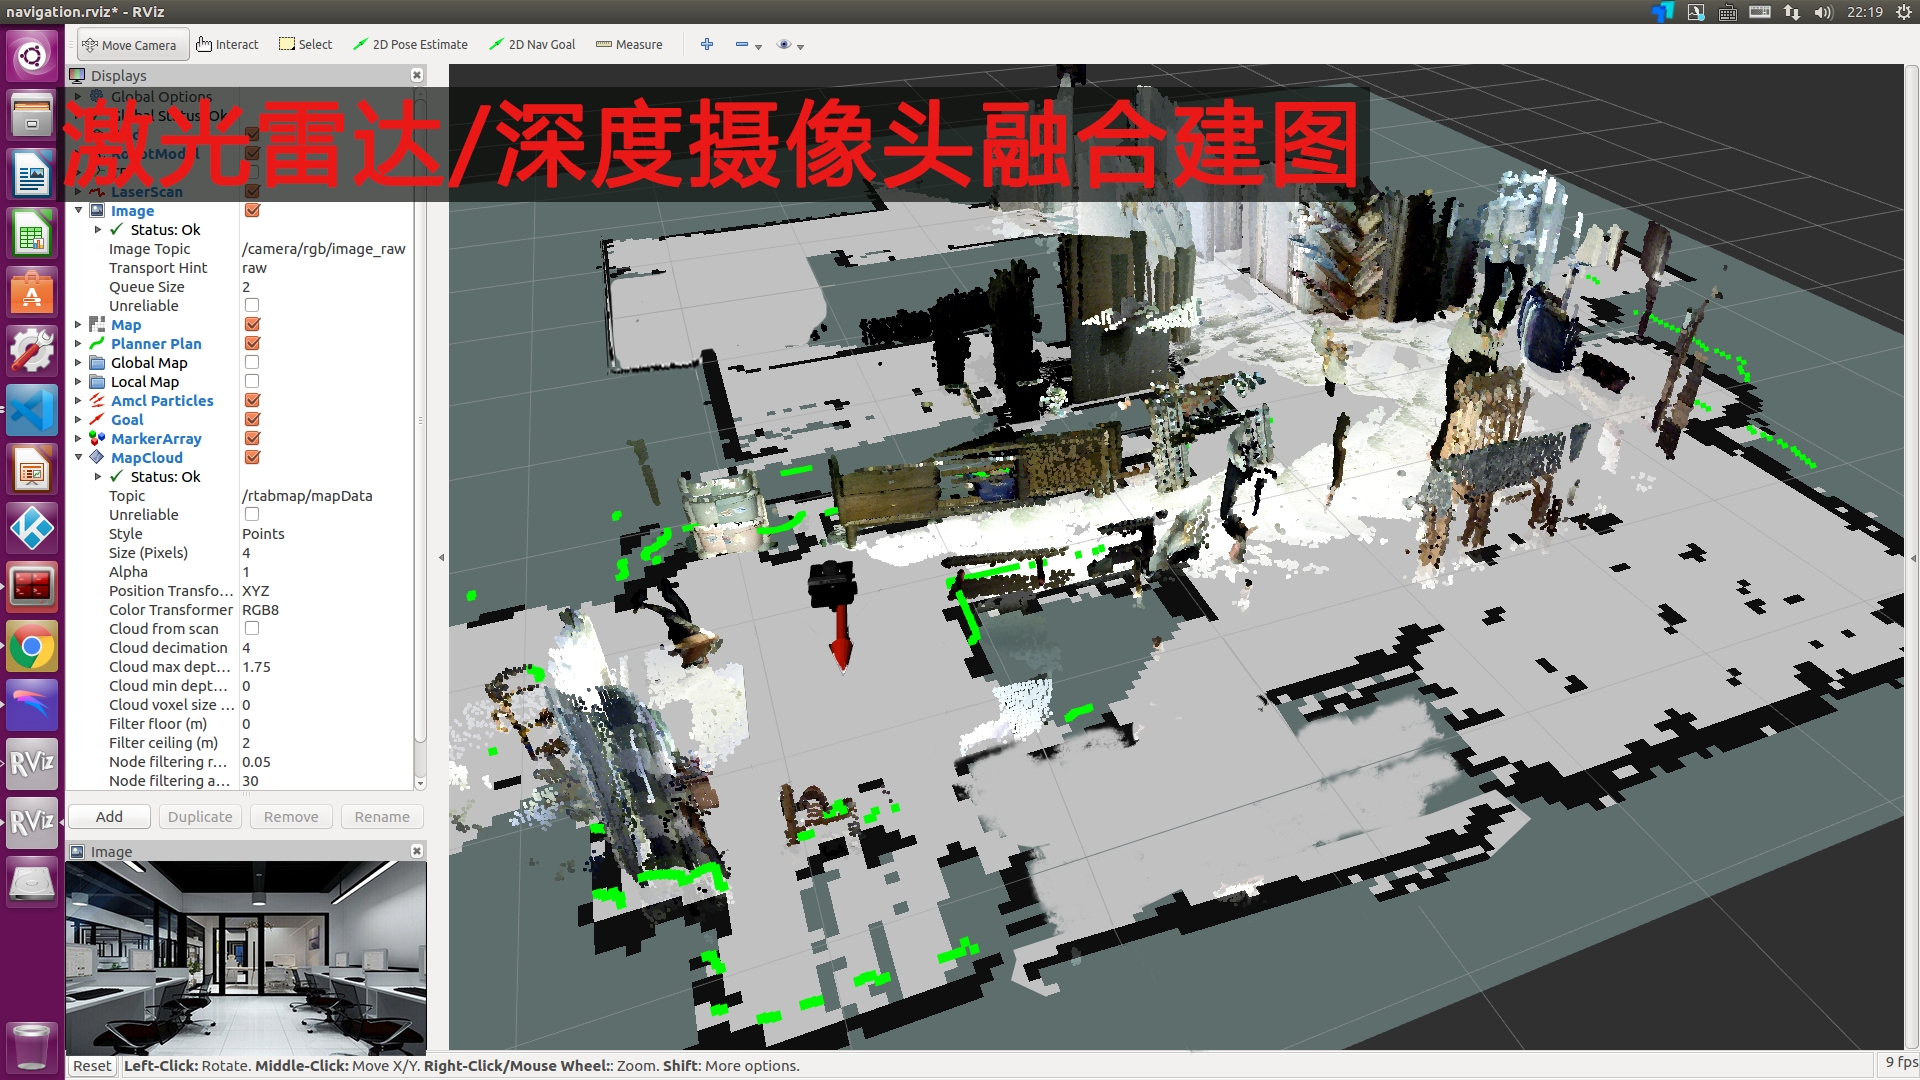 navigation.rviz* - RViz
22:19
Move Camera
Interact
Select
2D Pose Estimate
2D Nav Goal
Measure
Displays
Global Options
Global Status: Ok
激光雷达/深度摄像头融合建图
RobotModel
LaserScan
Image
Status: Ok
Image Topic /camera/rgb/image_raw
Transport Hint raw
Queue Size 2
Unreliable
Map
Planner Plan
Global Map
Local Map
Amcl Particles
Goal
MarkerArray
MapCloud
Status: Ok
Topic /rtabmap/mapData
Unreliable
Style Points
Size (Pixels) 4
Alpha 1
Position Transfo... XYZ
Color Transformer RGB8
Cloud from scan
Cloud decimation 4
Cloud max dept... 1.75
Cloud min dept... 0
Cloud voxel size ... 0
Filter floor (m) 0
Filter ceiling (m) 2
Node filtering r... 0.05
Node filtering a... 30
Add Duplicate Remove Rename
RViz
RViz
Image
Reset Left-Click: Rotate. Middle-Click: Move X/Y. Right-Click/Mouse Wheel:: Zoom. Shift: More options. 9 fps